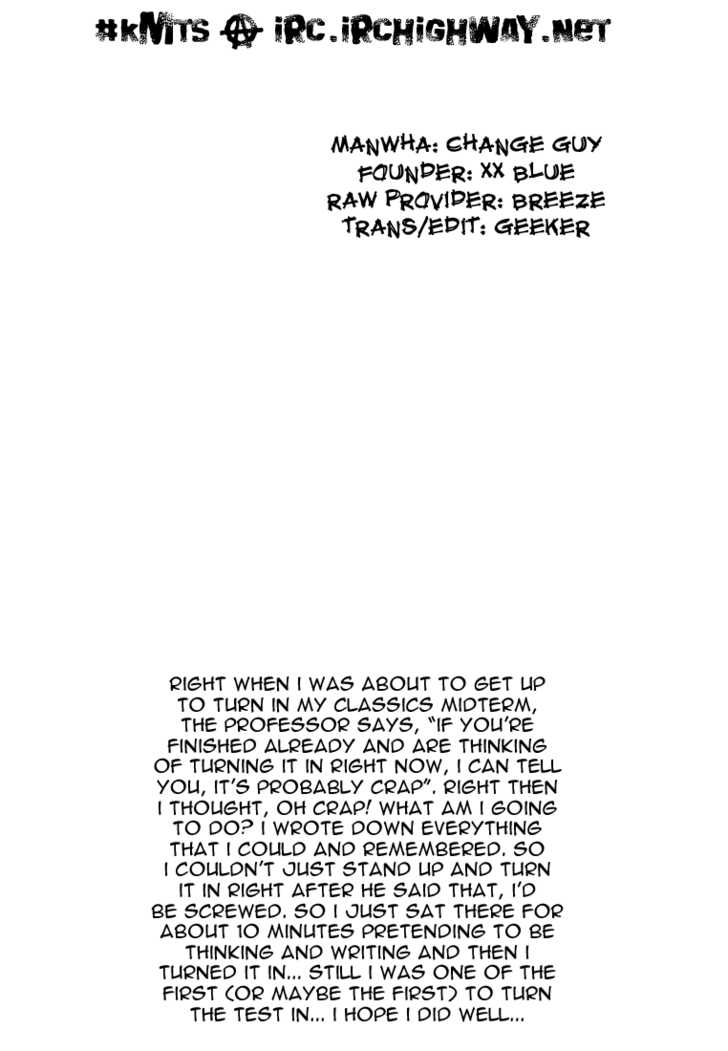 #kMTS @ iRC.iRCHiGHWAY.NeT
MANWHA: CHANGE GUY
FOUNDER: XX BLUE
RAW PROVIDER: BREEZE
TRANS/EDIT: GEEKER
RIGHT WHEN I WAS ABOUT TO GET UP
TO TURN IN MY CLASSICS MIDTERM,
THE PROFESSOR SAYS, "IF YOU'RE
FINISHED ALREADY AND ARE THINKING
OF TURNING IT IN RIGHT NOW, I CAN TELL
YOU, IT'S PROBABLY CRAP". RIGHT THEN
I THOUGHT, OH CRAP! WHAT AM I GOING
TO DO? I WROTE DOWN EVERYTHING
THAT I COULD AND REMEMBERED. SO
I COULDN'T JUST STAND UP AND TURN
IT IN RIGHT AFTER HE SAID THAT, I'D
BE SCREWED. SO I JUST SAT THERE FOR
ABOUT 10 MINUTES PRETENDING TO BE
THINKING AND WRITING AND THEN I
TURNED IT IN... STILL I WAS ONE OF THE
FIRST (OR MAYBE THE FIRST) TO TURN
THE TEST IN... I HOPE I DID WELL...